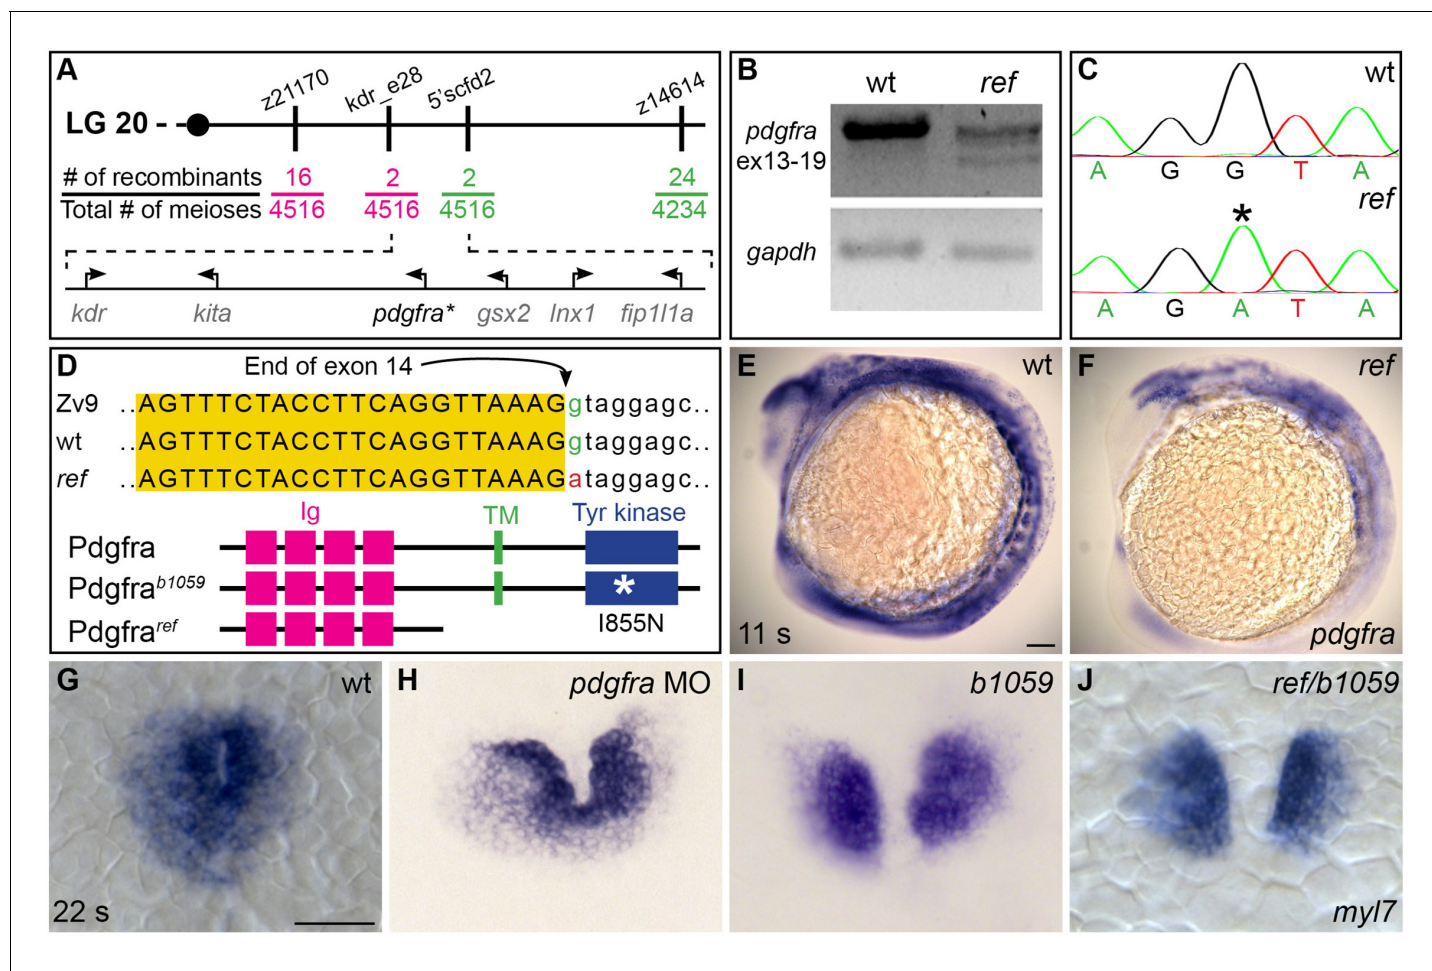 A
z21170 kdr_e28 5'scfd2 z14614
LG 20
# of recombinants 16 2 2 24
Total # of meioses 4516 4516 4516 4234
kdr kita pdgfra* gsx2 lnx1 fip1l1a
B
wt ref
pdgfra
ex13-19
gapdh
C
wt
A G G T A
ref
*
A G A T A
D
End of exon 14
Zv9 ..AGTTTCTACCTTCAGGTTAAAGgtaggagc..
wt ..AGTTTCTACCTTCAGGTTAAAGgtaggagc..
ref ..AGTTTCTACCTTCAGGTTAAAGataggagc..
Ig TM Tyr kinase
Pdgfra
Pdgfra b1059 *
I855N
Pdgfra ref
E wt
11 s
F ref
pdgfra
G wt
22 s
H pdgfra MO
I b1059
J ref/b1059
myl7